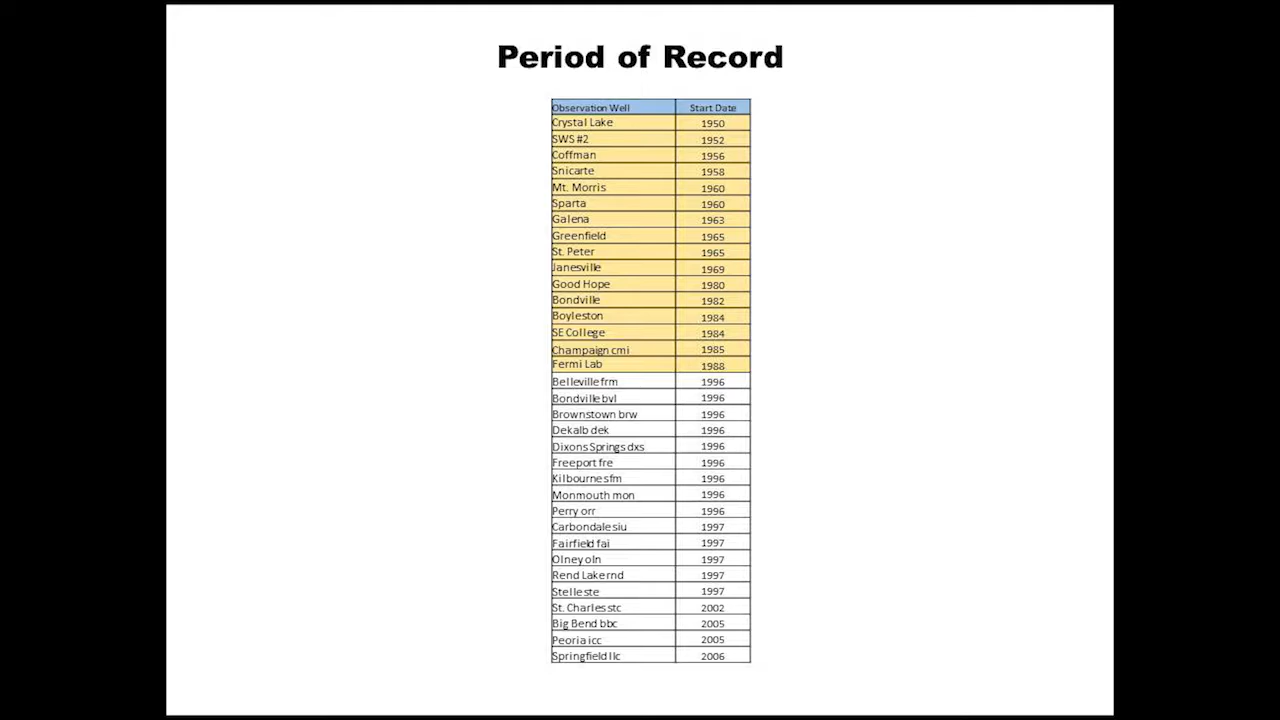 Period of Record
Observation Well Start Date
Crystal Lake 1950
SWS #2 1952
Coffman 1956
Snicarte 1958
Mt. Morris 1960
Sparta 1960
Galena 1963
Greenfield 1965
St. Peter 1965
Janesville 1969
Good Hope 1980
Bondville 1982
Boyleston 1984
SE College 1984
Champaign cmi 1985
Fermi Lab 1988
Belleville frm 1996
Bondville bvl 1996
Brownstown brw 1996
Dekalb dek 1996
Dixons Springs dxs 1996
Freeport fre 1996
Kilbourne sfm 1996
Monmouth mon 1996
Perry orr 1996
Carbondale siu 1997
Fairfield fai 1997
Olney oln 1997
Rend Lake rnd 1997
Stelle ste 1997
St. Charles stc 2002
Big Bend bbc 2005
Peoria icc 2005
Springfield llc 2006